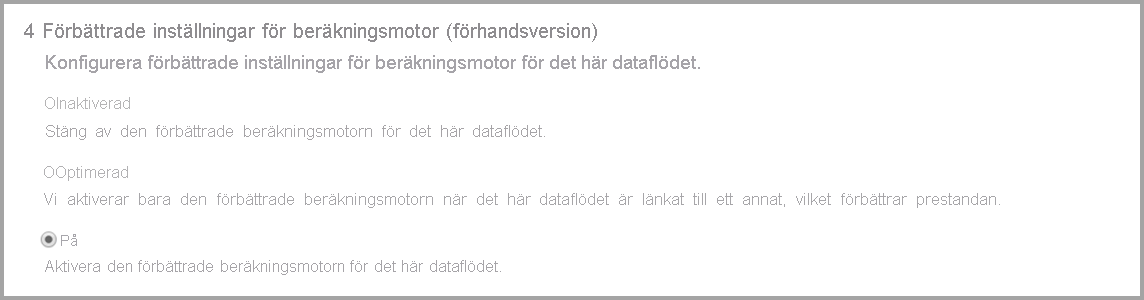 4 Förbättrade inställningar för beräkningsmotor (förhandsversion)
Konfigurera förbättrade inställningar för beräkningsmotor för det här dataflödet.
OInaktiverad
Stäng av den förbättrade beräkningsmotorn för det här dataflödet.
OOptimerad
Vi aktiverar bara den förbättrade beräkningsmotorn när det här dataflödet är länkat till ett annat, vilket förbättrar prestandan.
På
Aktivera den förbättrade beräkningsmotorn för det här dataflödet.